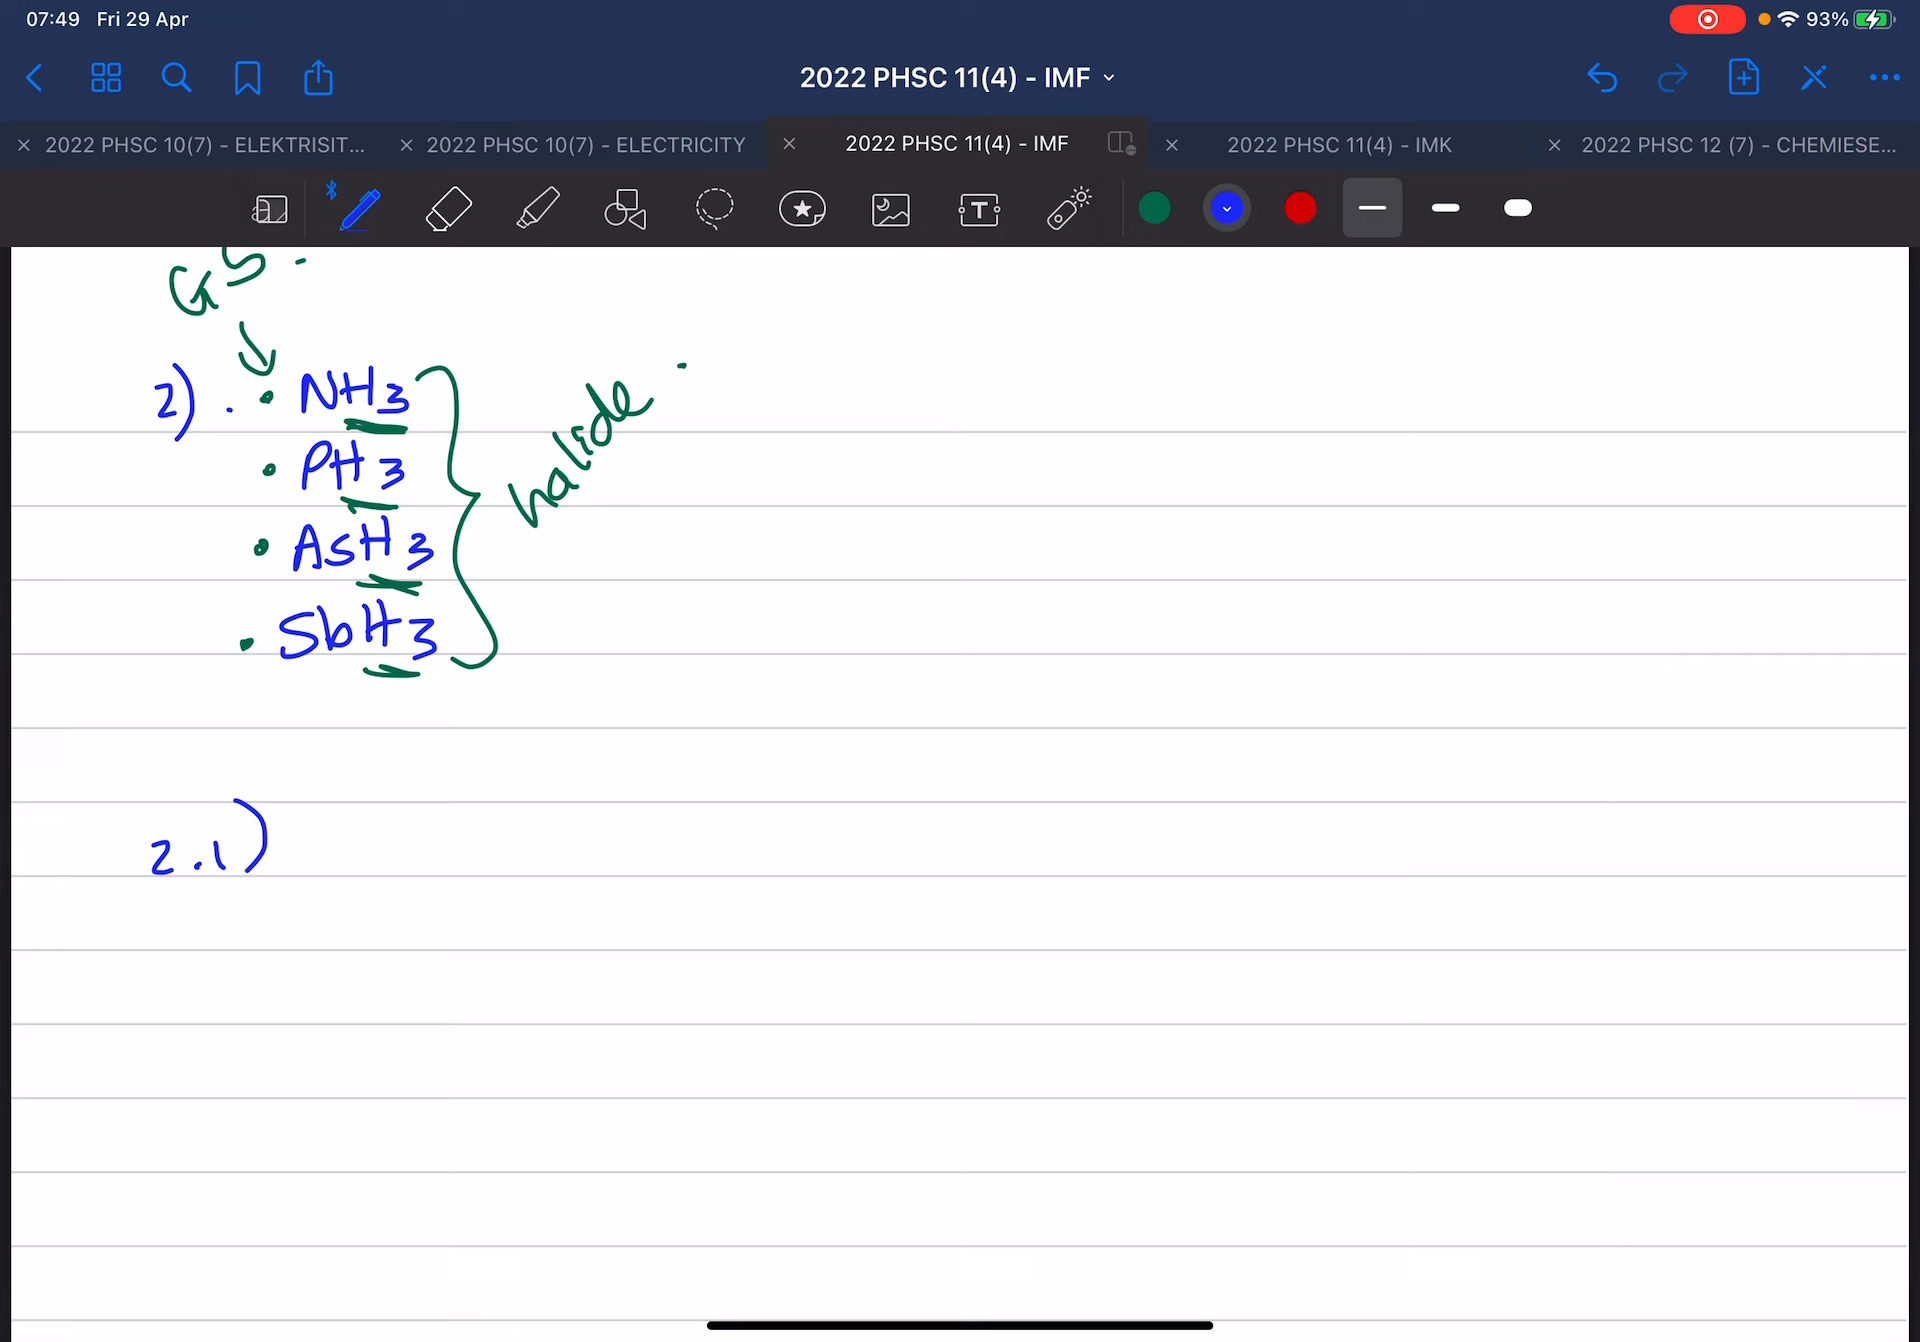 07:49 Fri 29 Apr
93%
2022 PHSC 11(4) - IMF
2022 PHSC 10(7) - ELEKTRISIT...
2022 PHSC 10(7) - ELECTRICITY
2022 PHSC 11(4) - IMF
2022 PHSC 11(4) - IMK
2022 PHSC 12 (7) - CHEMIESE...
T
G5.
2) . • NH3
• PH3
• AsH3
• SbH3
halide .
2.1)